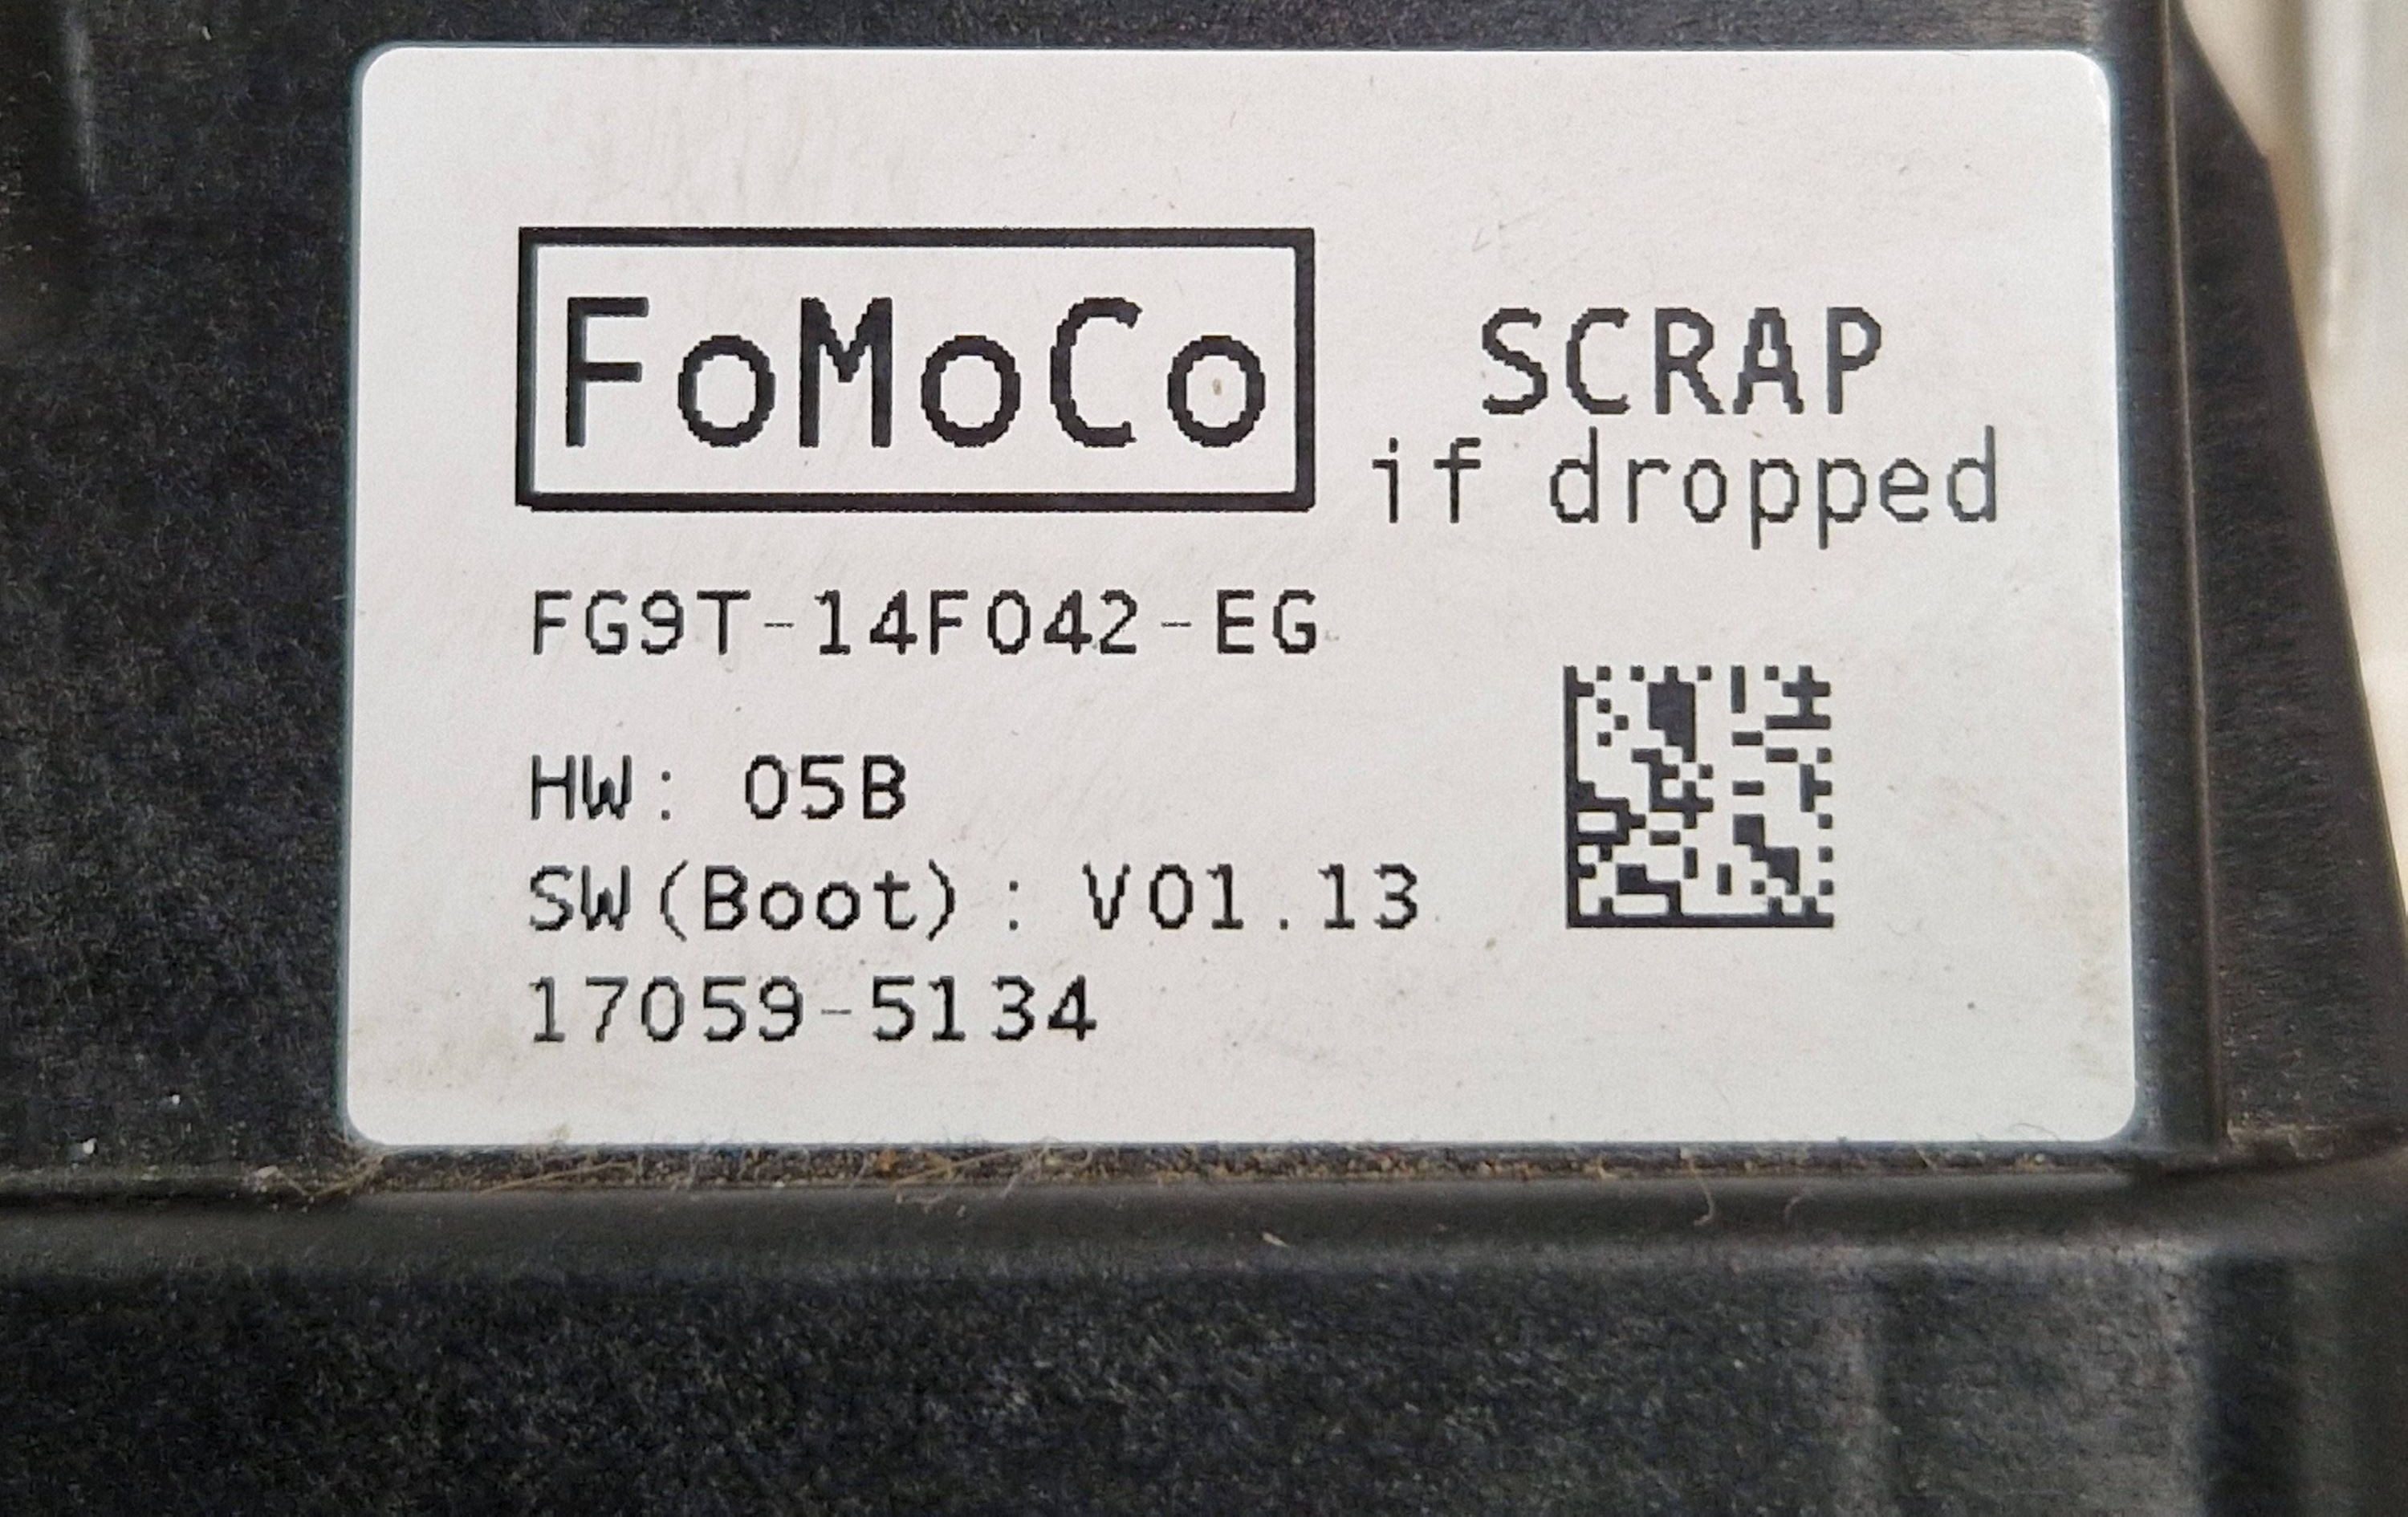 FoMoCo
SCRAP
if dropped
FG9T-14F042-EG
HW: 05B
SW(Boot): V01.13
17059-5134